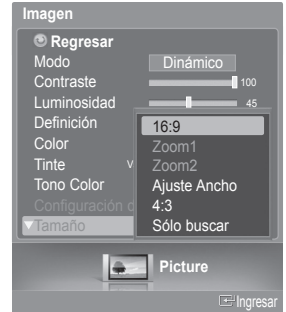 Imagen
Regresar
Modo Dinámico
Contraste 100
Luminosidad 45
Definición
Color
Tinte V
Tono Color
Configuración d
Tamaño
16:9
Zoom1
Zoom2
Ajuste Ancho
4:3
Sólo buscar
Picture
Ingresar